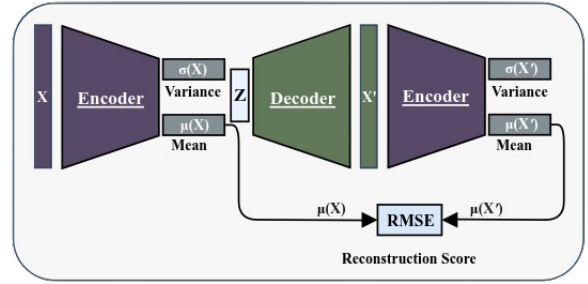 X
Encoder
σ(X)
Variance
μ(X)
Mean
Z
Decoder
X'
Encoder
σ(X')
Variance
μ(X')
Mean
μ(X)
RMSE
μ(X')
Reconstruction Score